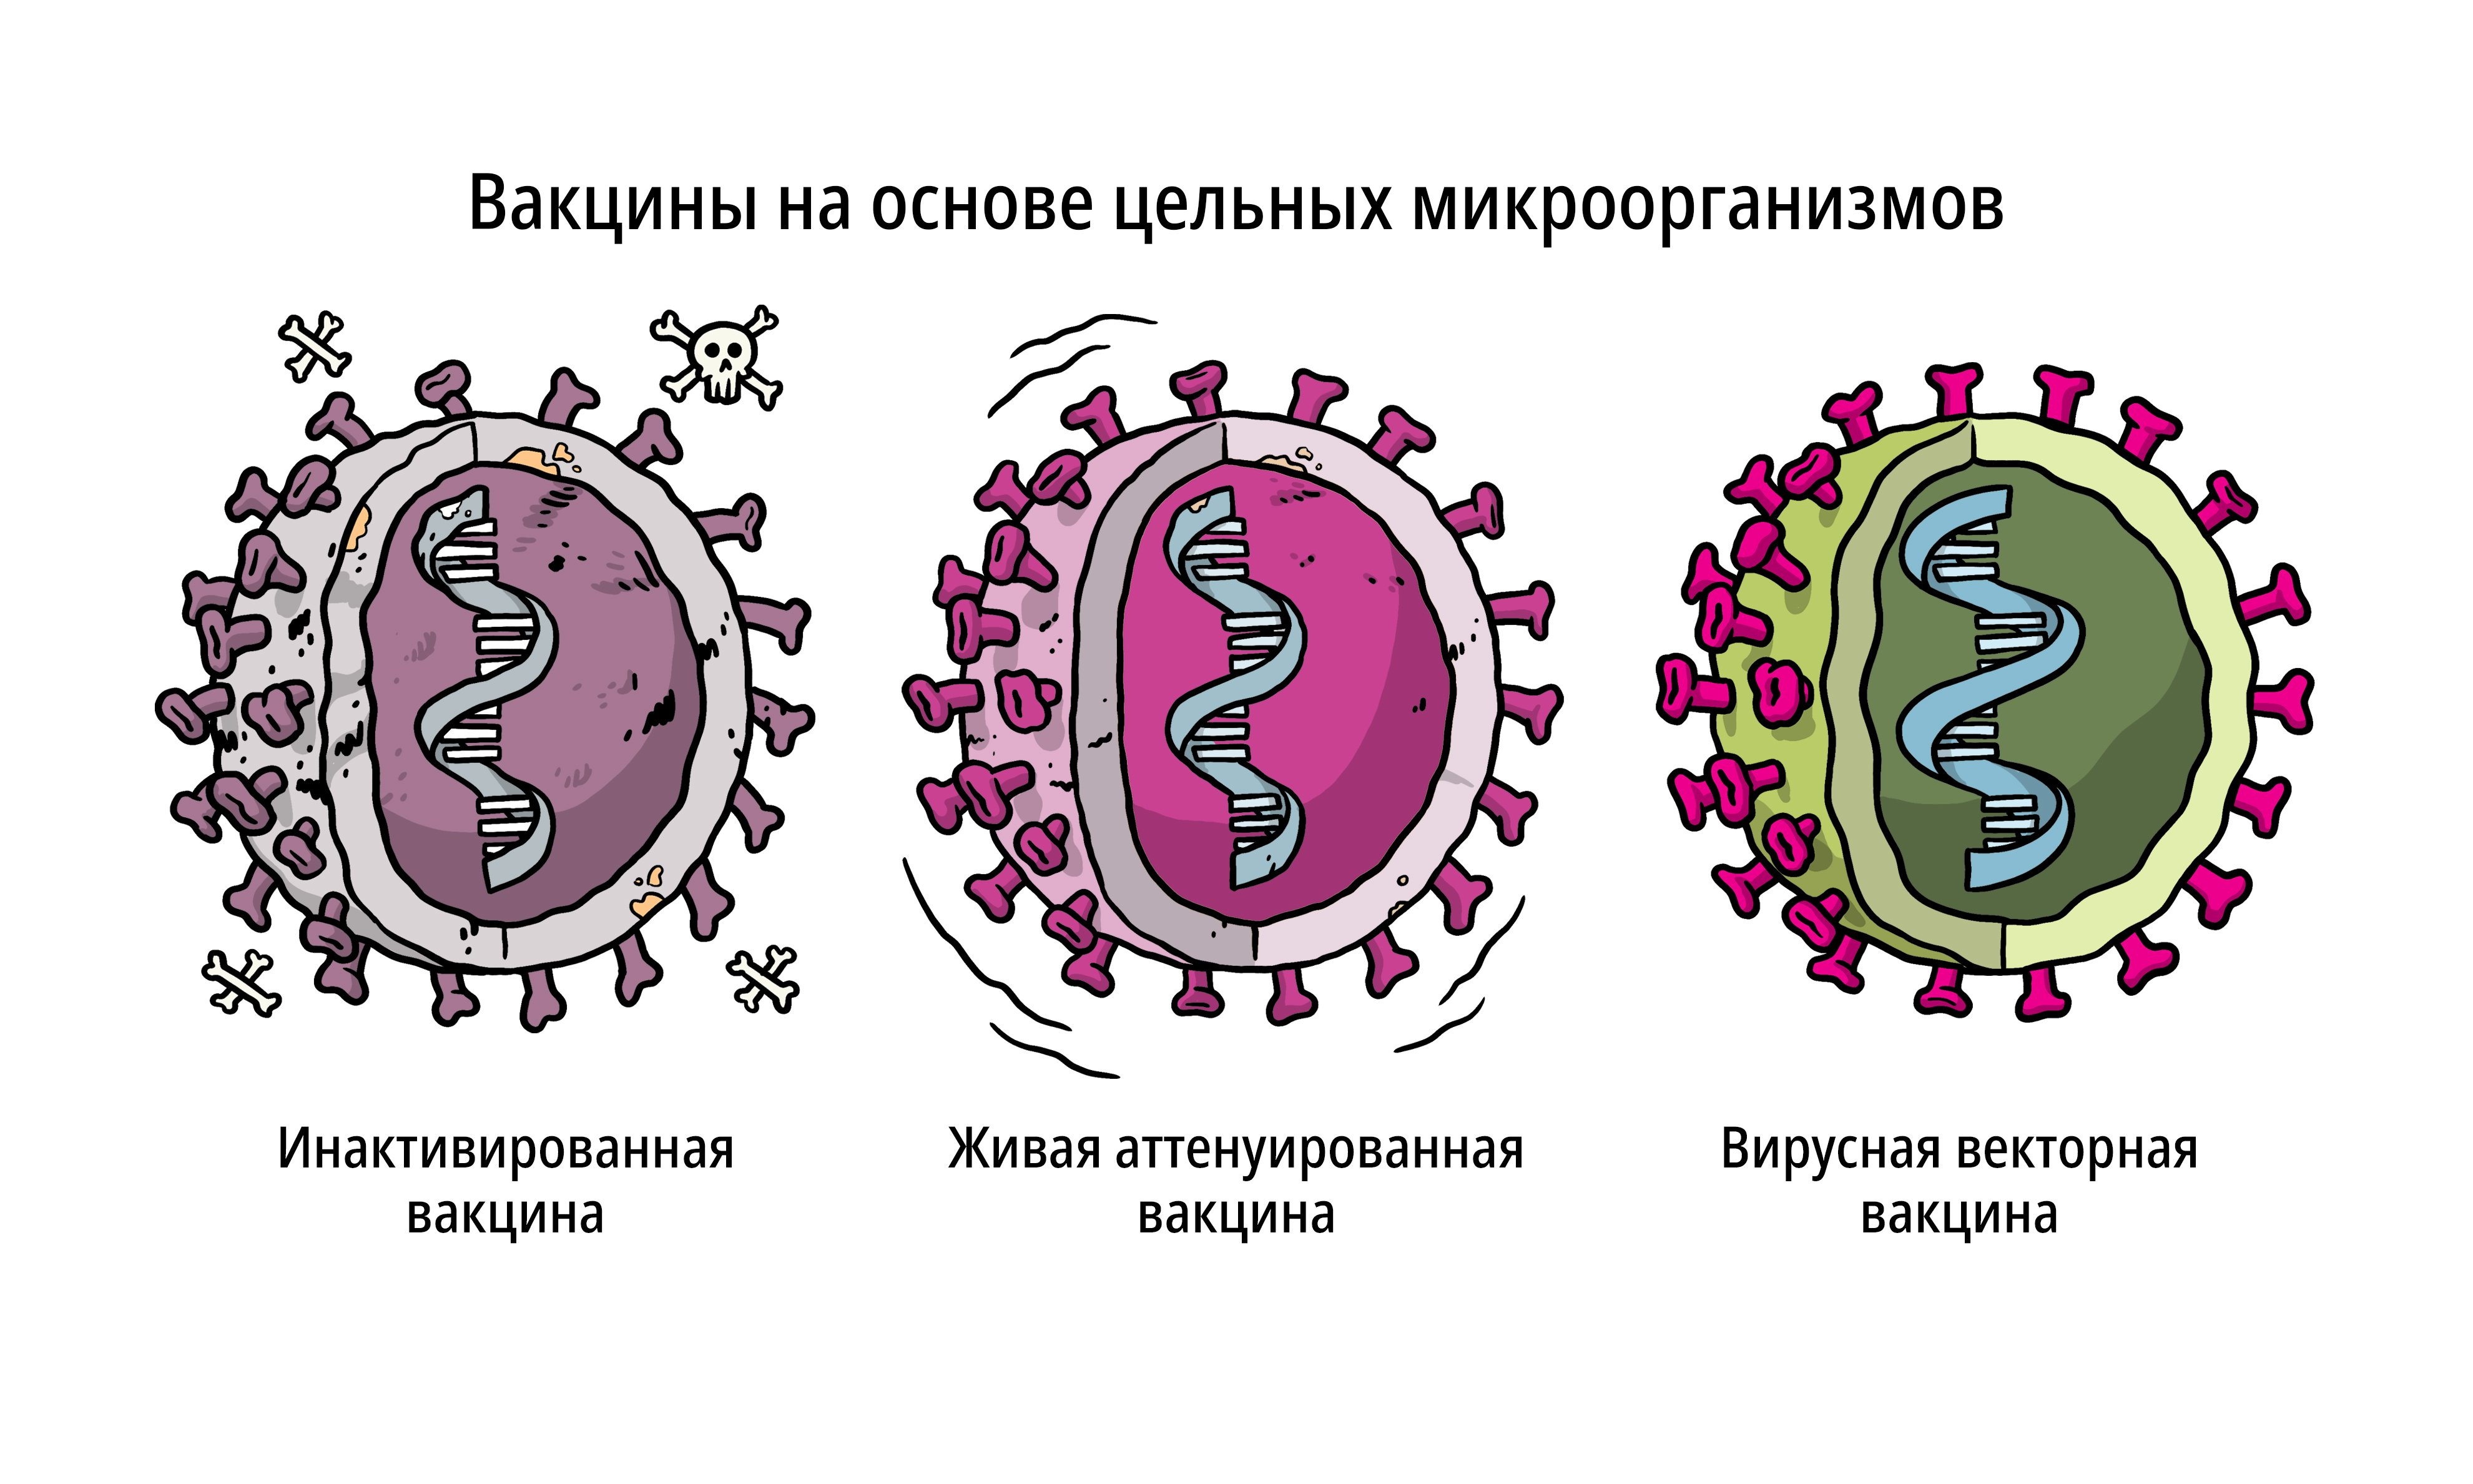 Вакцины на основе цельных микроорганизмов
Инактивированная
вакцина
Живая аттенуированная
вакцина
Вирусная векторная
вакцина